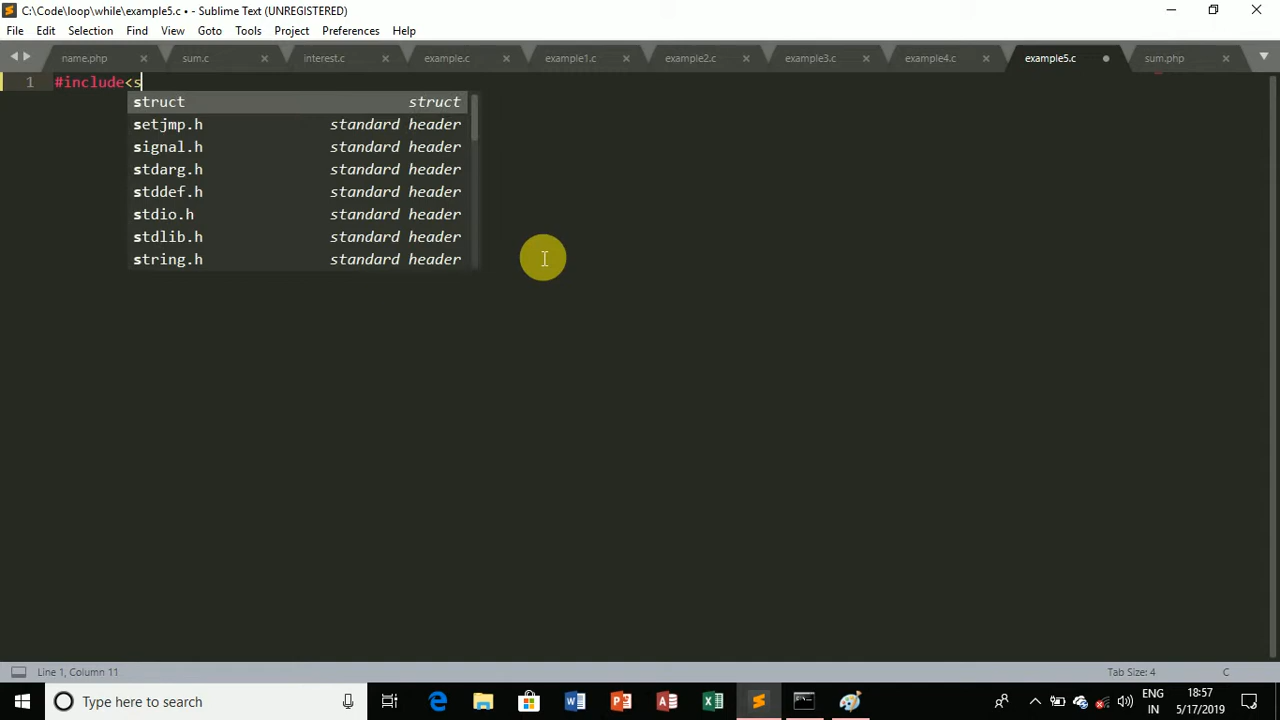 C:\Code\loop\while\example5.c • - Sublime Text (UNREGISTERED)
File Edit Selection Find View Goto Tools Project Preferences Help
name.php sum.c interest.c example.c example1.c example2.c example3.c example4.c example5.c sum.php
1 #include<s
struct struct
setjmp.h standard header
signal.h standard header
stdarg.h standard header
stddef.h standard header
stdio.h standard header
stdlib.h standard header
string.h standard header
Line 1, Column 11 Tab Size: 4 C
Type here to search
ENG 18:57
IN 5/17/2019